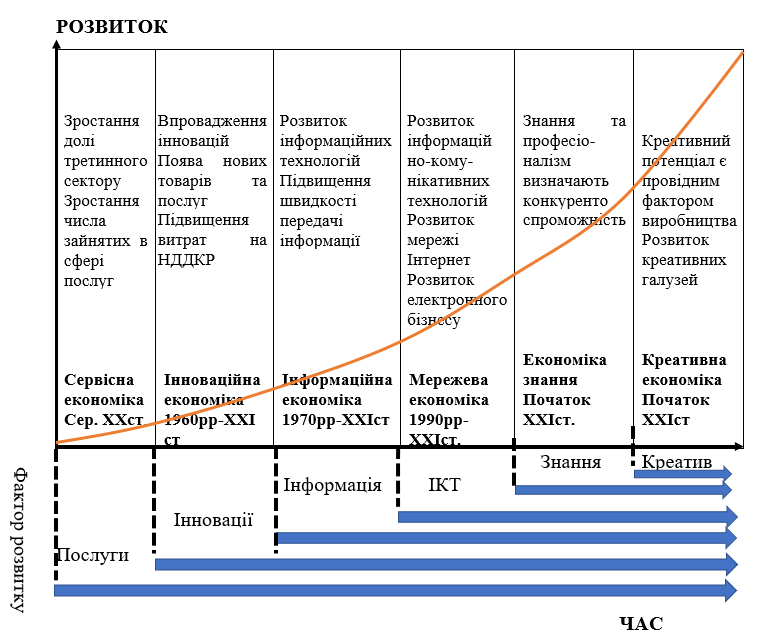 РОЗВИТОК
Зростання
долі
третинного
сектору
Зростання
числа
зайнятих в
сфері
послуг
Впровадження
інновацій
Поява нових
товарів та
послуг
Підвищення
витрат на
НДДКР
Розвиток
інформаційних
технологій
Підвищення
швидкості
передачі
інформації
Розвиток
інформацій
но-кому-
нікативних
технологій
Розвиток
мережі
Інтернет
Розвиток
електронного
бізнесу
Знання та
професіо-
налізм
визначають
конкуренто
спроможність
Креативний
потенціал є
провідним
фактором
виробництва
Розвиток
креативних
галузей
Сервісна
економіка
Сер. ХХст
Інноваційна
економіка
1960рр-ХХІ
ст
Інформаційна
економіка
1970рр-ХХІст
Мережева
економіка
1990рр-
ХХІст.
Економіка
знання
Початок
ХХІст.
Креативна
економіка
Початок
ХХІст
Фактор розвитку
Послуги
Інновації
Інформація
ІКТ
Знання
Креатив
ЧАС